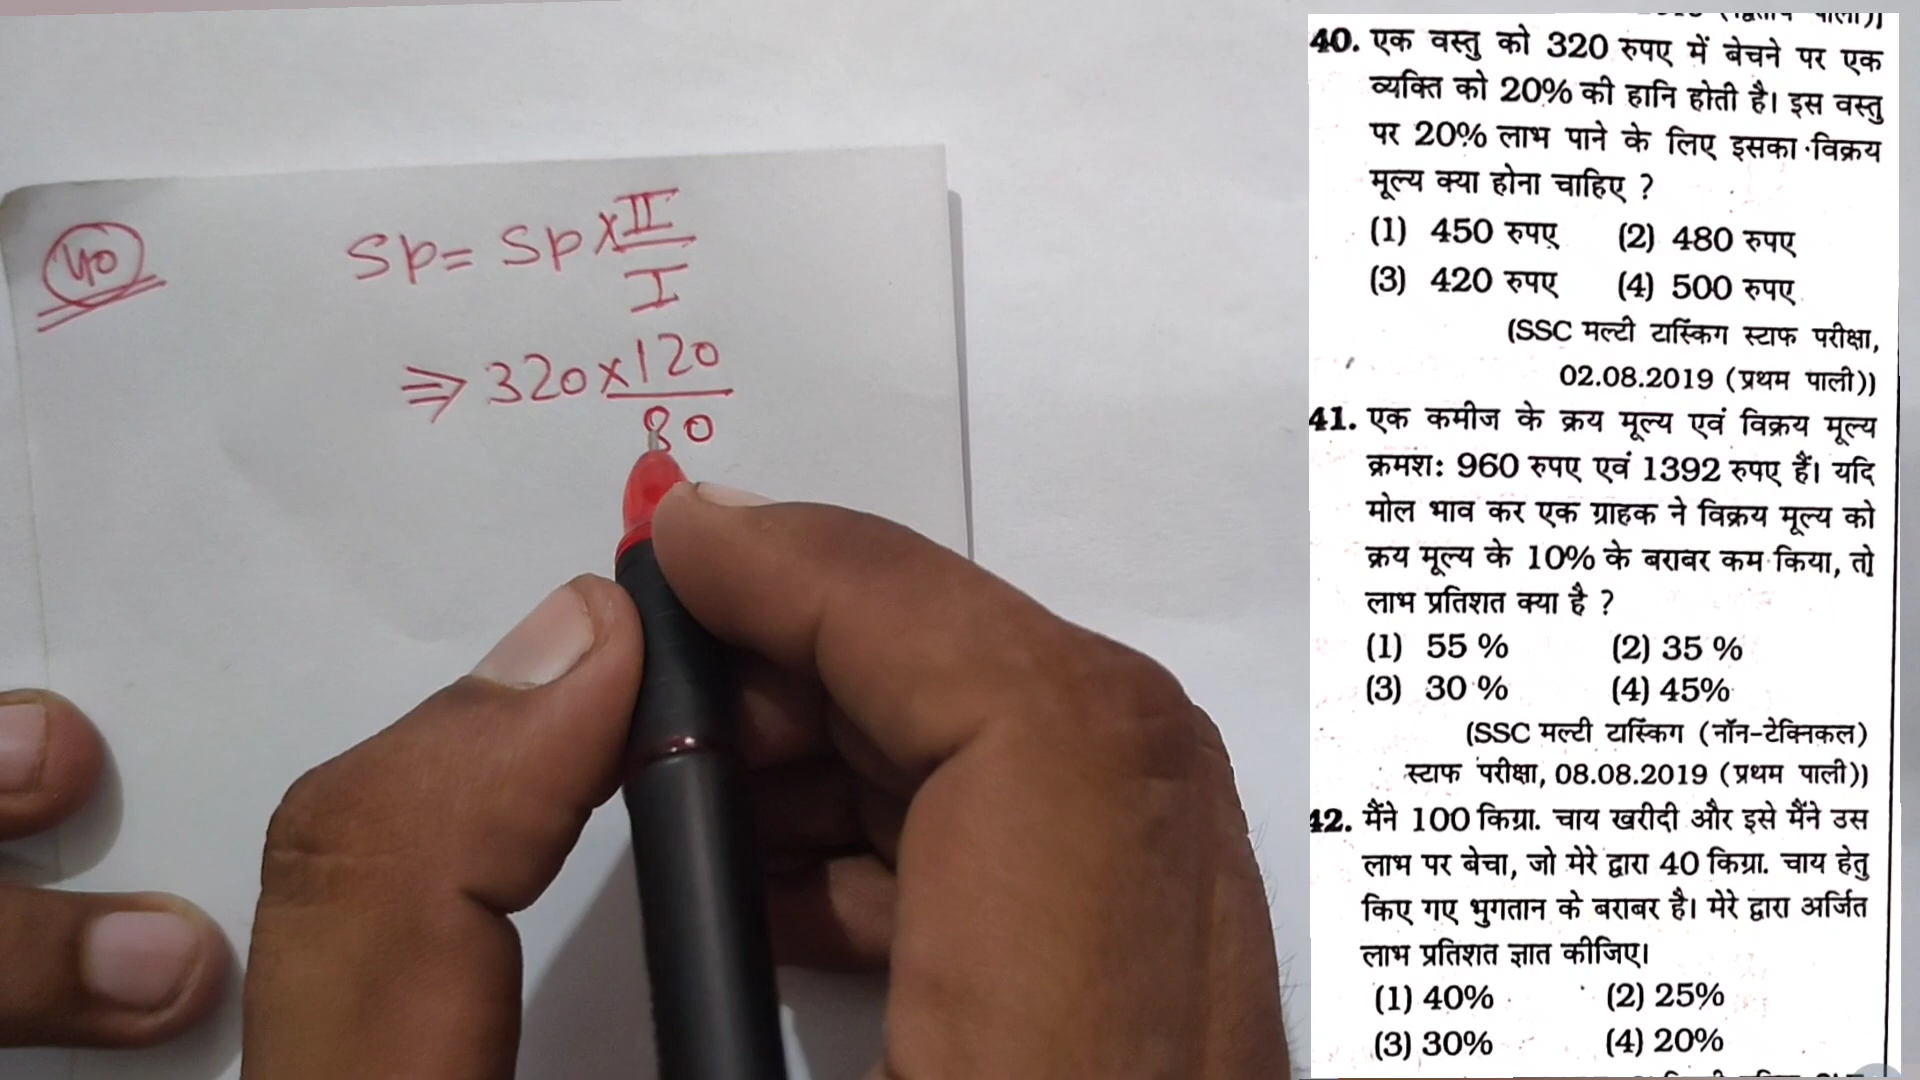 40
SP= SP×II/I
⇒ 320×120/80
40. एक वस्तु को 320 रुपए में बेचने पर एक
व्यक्ति को 20% की हानि होती है। इस वस्तु
पर 20% लाभ पाने के लिए इसका विक्रय
मूल्य क्या होना चाहिए ?
(1) 450 रुपए (2) 480 रुपए
(3) 420 रुपए (4) 500 रुपए
(SSC मल्टी टास्किंग स्टाफ परीक्षा,
02.08.2019 (प्रथम पाली))
41. एक कमीज के क्रय मूल्य एवं विक्रय मूल्य
क्रमश: 960 रुपए एवं 1392 रुपए हैं। यदि
मोल भाव कर एक ग्राहक ने विक्रय मूल्य को
क्रय मूल्य के 10% के बराबर कम किया, तो
लाभ प्रतिशत क्या है ?
(1) 55 % (2) 35 %
(3) 30 % (4) 45%
(SSC मल्टी टास्किंग (नॉन-टेक्निकल)
स्टाफ परीक्षा, 08.08.2019 (प्रथम पाली))
42. मैंने 100 किग्रा. चाय खरीदी और इसे मैंने उस
लाभ पर बेचा, जो मेरे द्वारा 40 किग्रा. चाय हेतु
किए गए भुगतान के बराबर है। मेरे द्वारा अर्जित
लाभ प्रतिशत ज्ञात कीजिए।
(1) 40% (2) 25%
(3) 30% (4) 20%